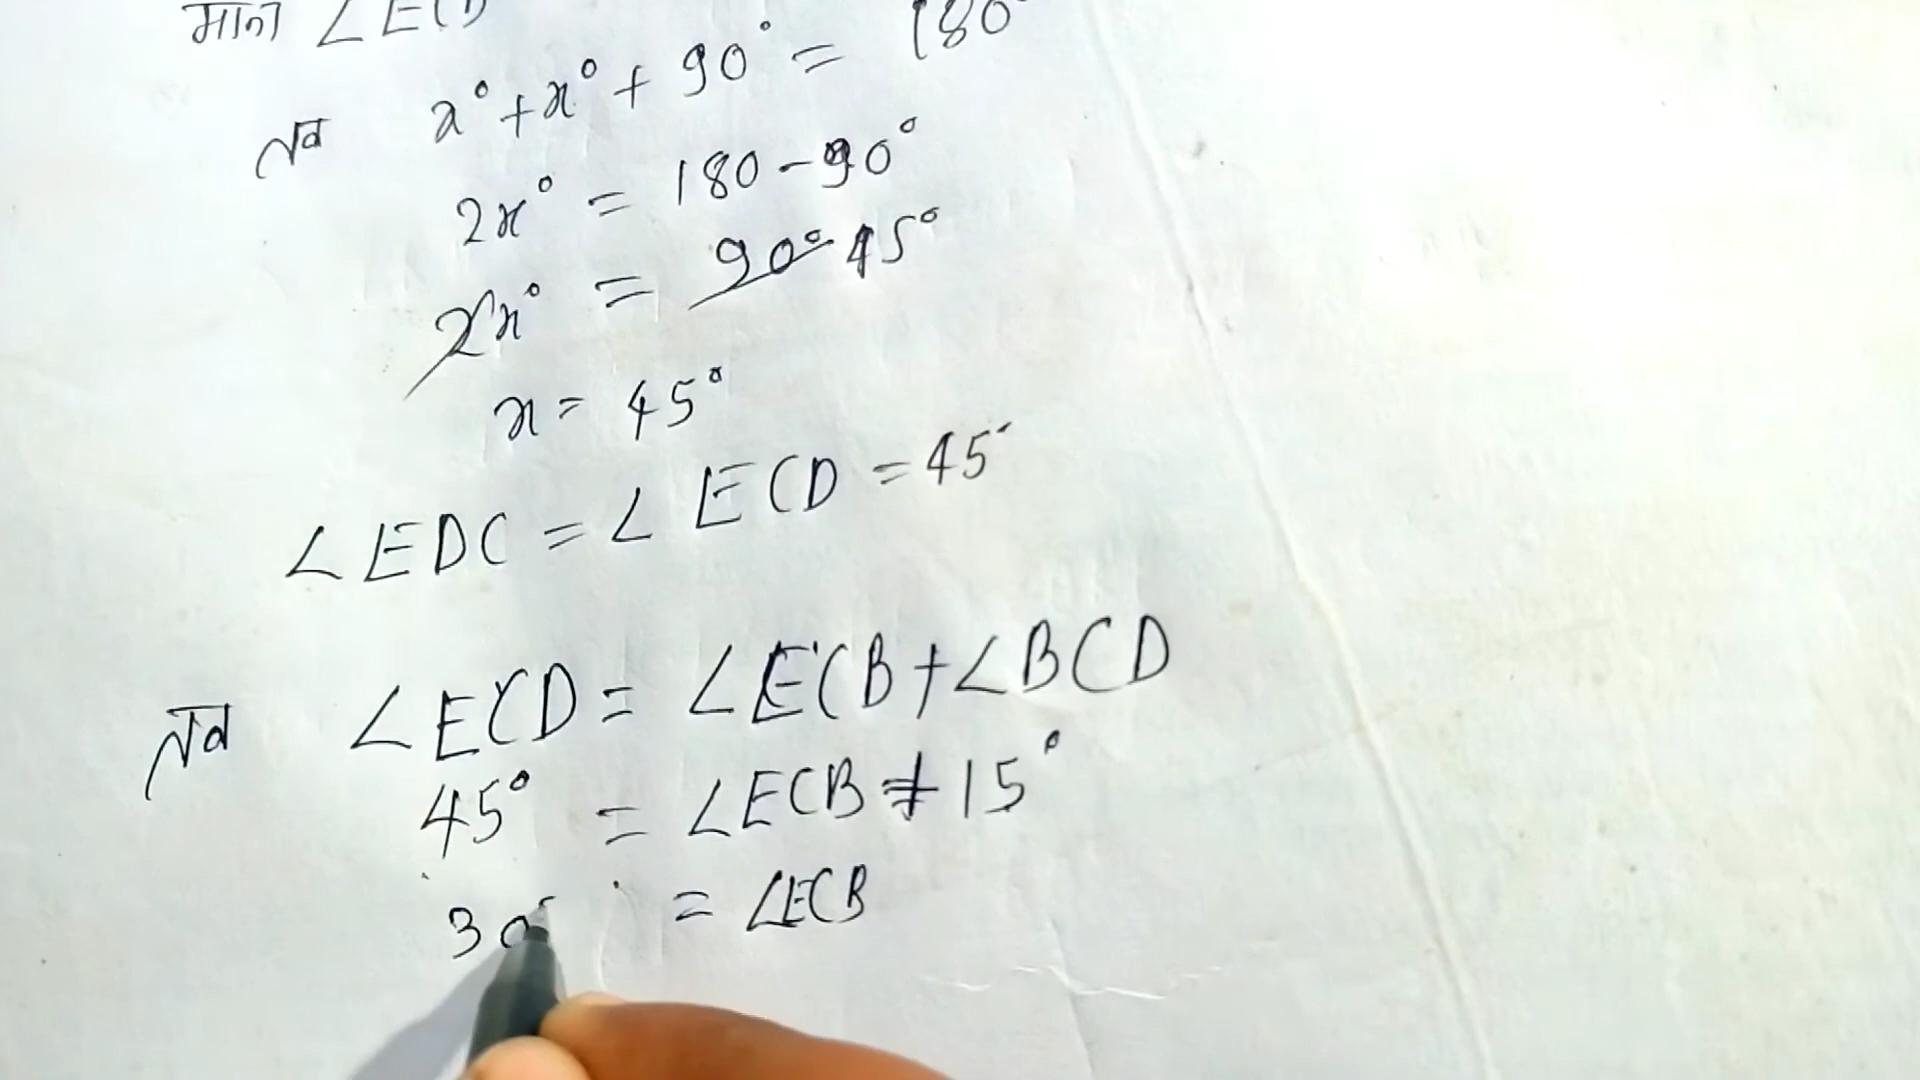 माना ∠ECD
तब x° + x° + 90° = 180°
2x° = 180 - 90°
2x° = 90° 45°
x = 45°
∠EDC = ∠ECD = 45°
तब ∠ECD = ∠ECB + ∠BCD
45° = ∠ECB + 15°
30° = ∠ECB